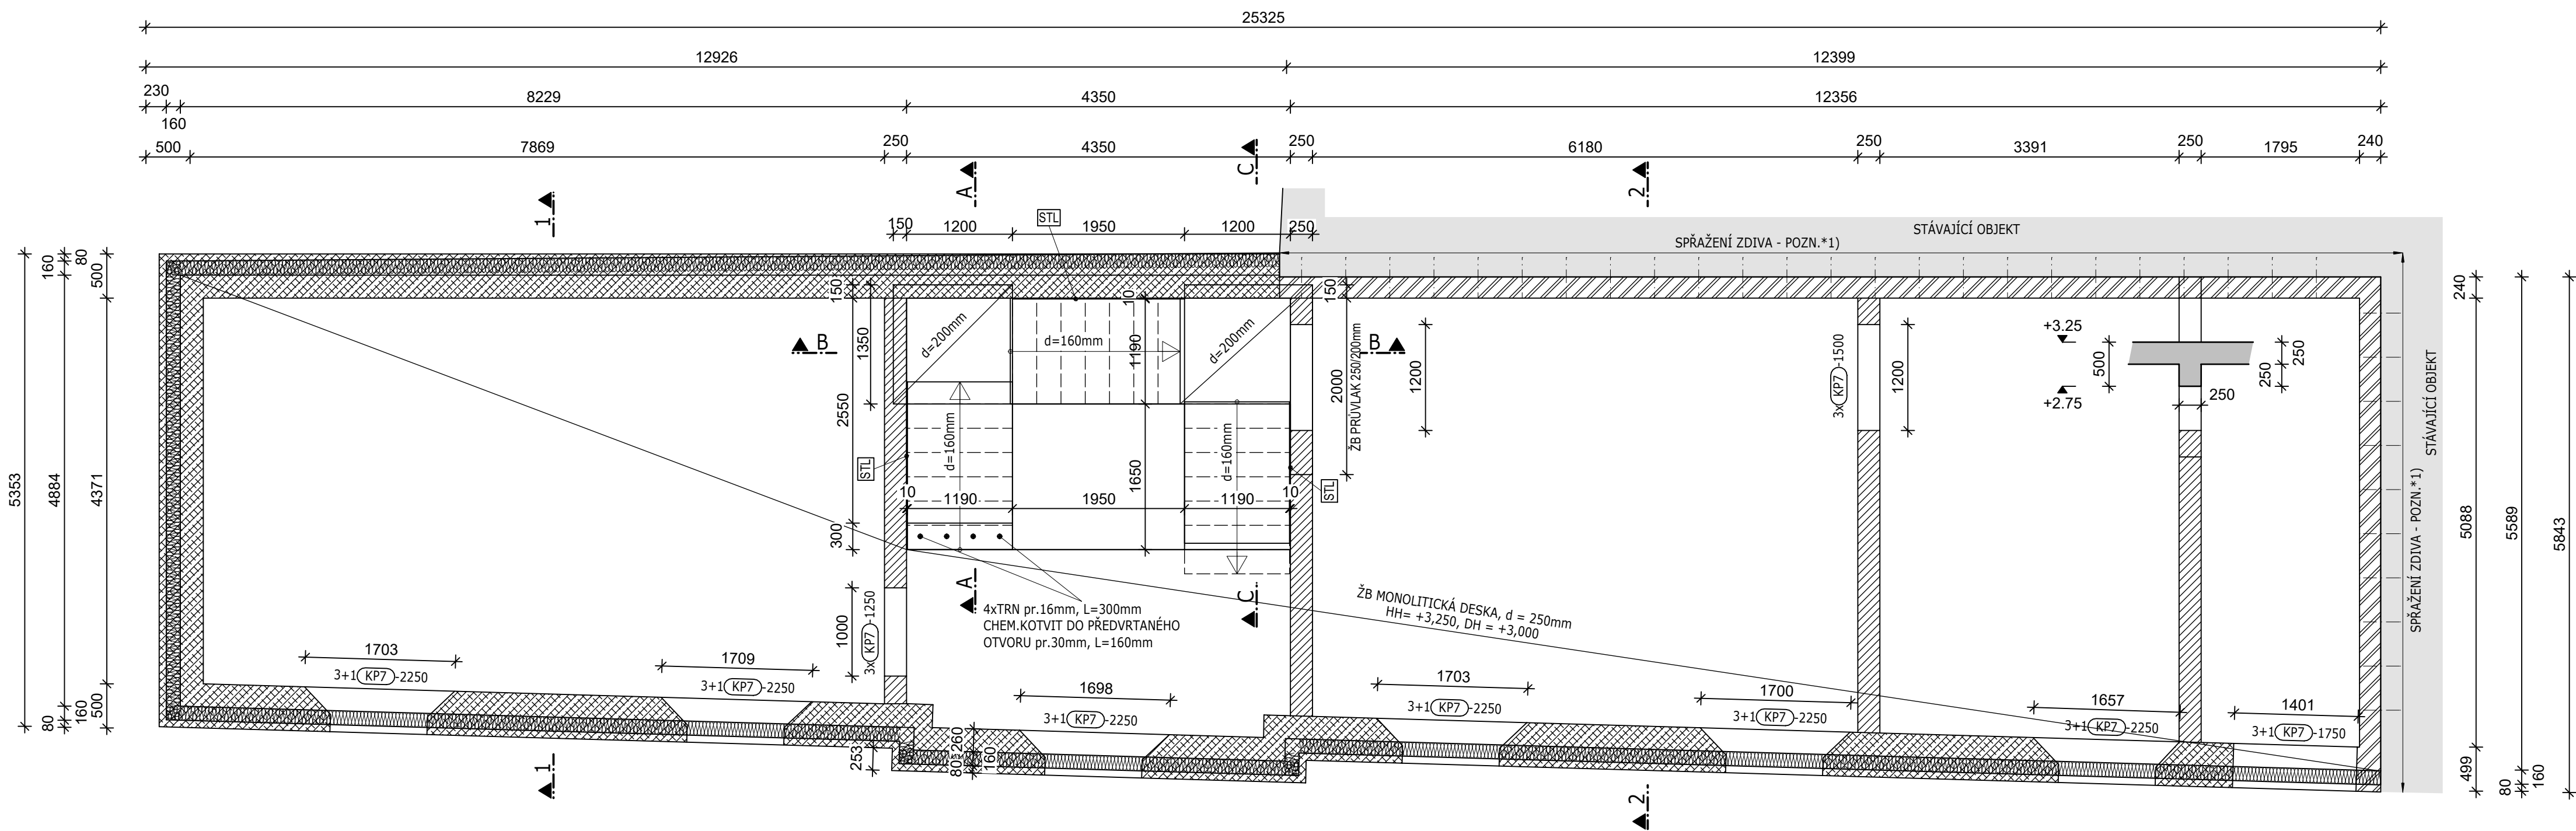 25325
12926 12399
230 8229 4350 12356
160
500 7869 250 4350 250 6180 250 3391 250 1795 240
1 A C 2
STL
150 1200 1950 1200 250
STÁVAJÍCÍ OBJEKT
SPŘAŽENÍ ZDIVA - POZN.*1)
5353
160 4884 80 160
80 500 4371 500
150 10 150
1350 2550 300
d=200mm
d=160mm
1190
d=200mm
B B
ŽB PRŮVLAK 250/200mm
2000
1200
3x KP7 -1500
1200
+3.25
+2.75
500
250
250
250
240
STÁVAJÍCÍ OBJEKT
SPŘAŽENÍ ZDIVA - POZN.*1)
5088
5589
5843
499
80
160
STL
d=160mm
1650
d=160mm
STL
10 1190 1950 1190 10
A C
4xTRN pr.16mm, L=300mm
CHEM.KOTVIT DO PŘEDVRTANÉHO
OTVORU pr.30mm, L=160mm
1000
3x KP7 -1250
ŽB MONOLITICKÁ DESKA, d = 250mm
HH= +3,250, DH = +3,000
1703
3+1 KP7 -2250
1709
3+1 KP7 -2250
1698
3+1 KP7 -2250
1703
3+1 KP7 -2250
1700
3+1 KP7 -2250
1657
3+1 KP7 -2250
1401
3+1 KP7 -1750
253
80
260
160
1 2